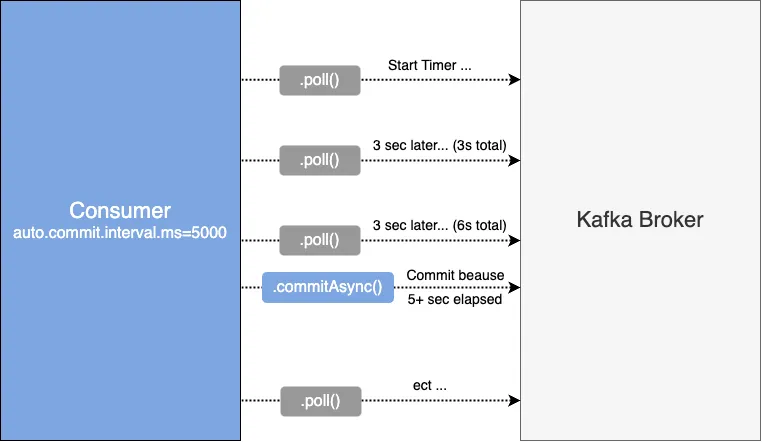 .poll()
Start Timer ...
.poll()
3 sec later... (3s total)
Consumer
auto.commit.interval.ms=5000
.poll()
3 sec later... (6s total)
Kafka Broker
.commitAsync()
Commit beause
5+ sec elapsed
.poll()
ect ...